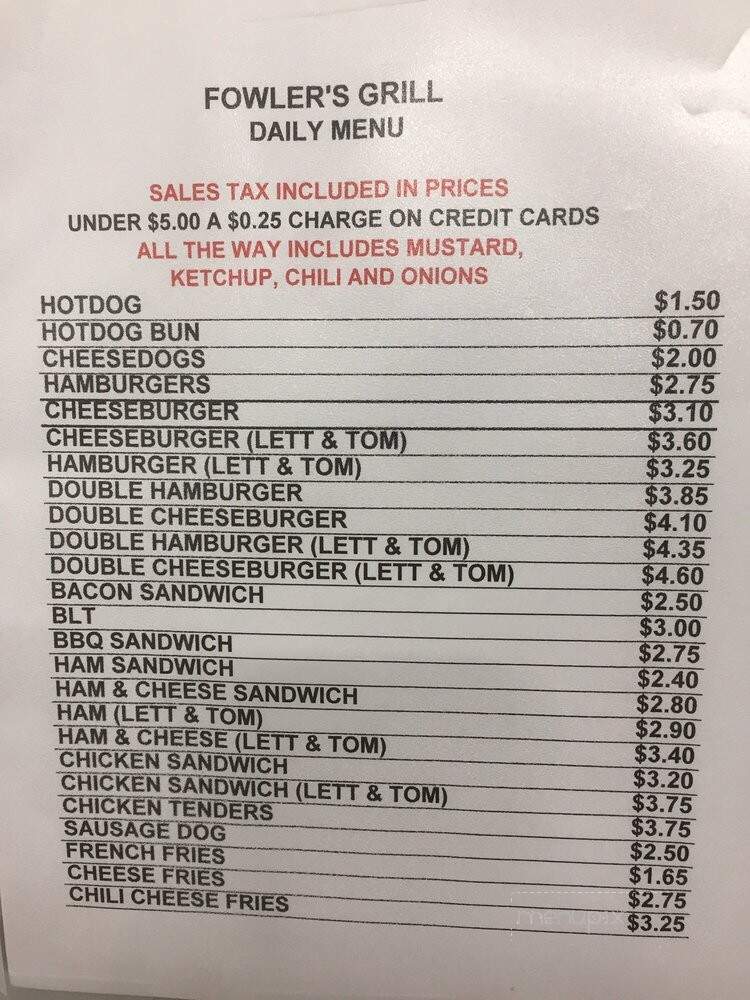 FOWLER'S GRILL
DAILY MENU
SALES TAX INCLUDED IN PRICES
UNDER $5.00 A $0.25 CHARGE ON CREDIT CARDS
ALL THE WAY INCLUDES MUSTARD,
KETCHUP, CHILI AND ONIONS
HOTDOG $1.50
HOTDOG BUN $0.70
CHEESEDOGS $2.00
HAMBURGERS $2.75
CHEESEBURGER $3.10
CHEESEBURGER (LETT & TOM) $3.60
HAMBURGER (LETT & TOM) $3.25
DOUBLE HAMBURGER $3.85
DOUBLE CHEESEBURGER $4.10
DOUBLE HAMBURGER (LETT & TOM) $4.35
DOUBLE CHEESEBURGER (LETT & TOM) $4.60
BACON SANDWICH $2.50
BLT $3.00
BBQ SANDWICH $2.75
HAM SANDWICH $2.40
HAM & CHEESE SANDWICH $2.80
HAM (LETT & TOM) $2.90
HAM & CHEESE (LETT & TOM) $3.40
CHICKEN SANDWICH $3.20
CHICKEN SANDWICH (LETT & TOM) $3.75
CHICKEN TENDERS $3.75
SAUSAGE DOG $2.50
FRENCH FRIES $1.65
CHEESE FRIES $2.75
CHILI CHEESE FRIES $3.25